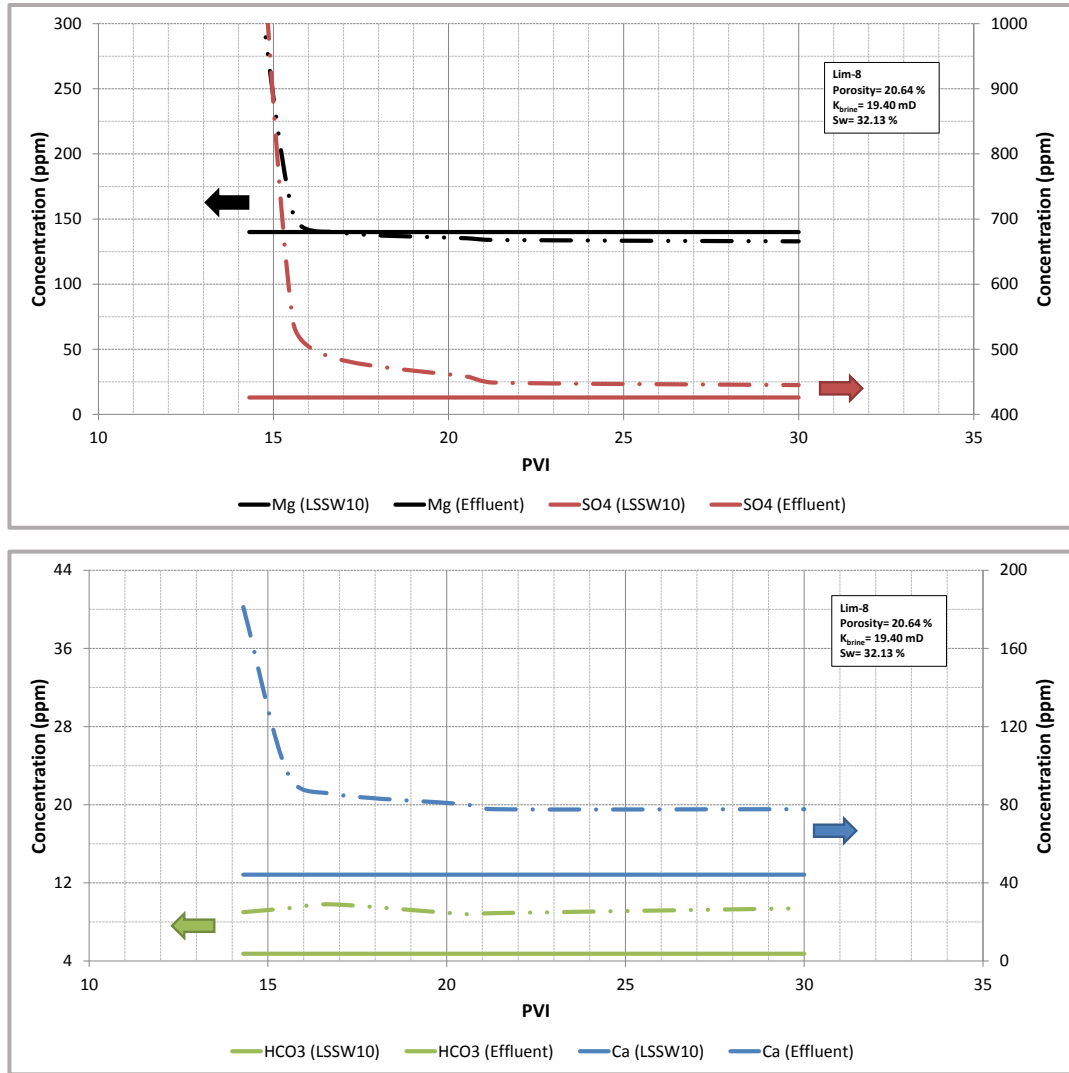 300
250
200
150
100
50
0
Concentration (ppm)
1000
900
800
700
600
500
400
Concentration (ppm)
Lim-8
Porosity= 20.64 %
Kbrine= 19.40 mD
Sw= 32.13 %
10 15 20 25 30 35
PVI
Mg (LSSW10) Mg (Effluent) SO4 (LSSW10) SO4 (Effluent)
44
36
28
20
12
4
Concentration (ppm)
200
160
120
80
40
0
Concentration (ppm)
Lim-8
Porosity= 20.64 %
Kbrine= 19.40 mD
Sw= 32.13 %
10 15 20 25 30 35
PVI
HCO3 (LSSW10) HCO3 (Effluent) Ca (LSSW10) Ca (Effluent)